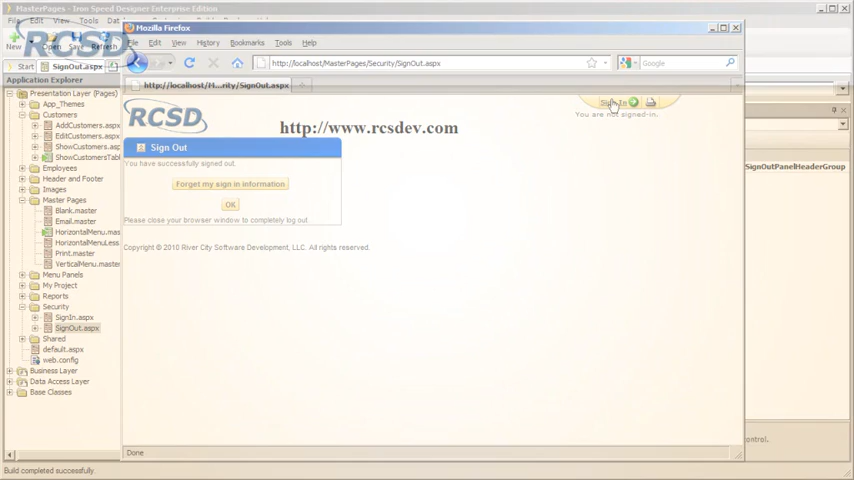 MasterPages - Iron Speed Designer Enterprise Edition
File Edit View
New Open Save Refresh
RCSD
Start SignOut.aspx
Application Explorer
Presentation Layer (Pages)
App_Themes
Customers
AddCustomers.aspx
EditCustomers.aspx
ShowCustomers.asp
ShowCustomersTabl
Employees
Header and Footer
Images
Master Pages
Blank.master
Email.master
HorizontalMenu.mast
HorizontalMenuLess
Print.master
VerticalMenu.master
Menu Panels
My Project
Reports
Security
SignIn.aspx
SignOut.aspx
Shared
default.aspx
web.config
Business Layer
Data Access Layer
Base Classes
Build completed successfully.
Mozilla Firefox
File Edit View History Bookmarks Tools Help
http://localhost/MasterPages/Security/SignOut.aspx
Google
http://localhost/M...rity/SignOut.aspx
Sign In
You are not signed-in.
RCSD
http://www.rcsdev.com
Sign Out
You have successfully signed out.
Forget my sign in information
OK
Please close your browser window to completely log out.
Copyright © 2010 River City Software Development, LLC. All rights reserved.
Done
SignOutPanelHeaderGroup
control.